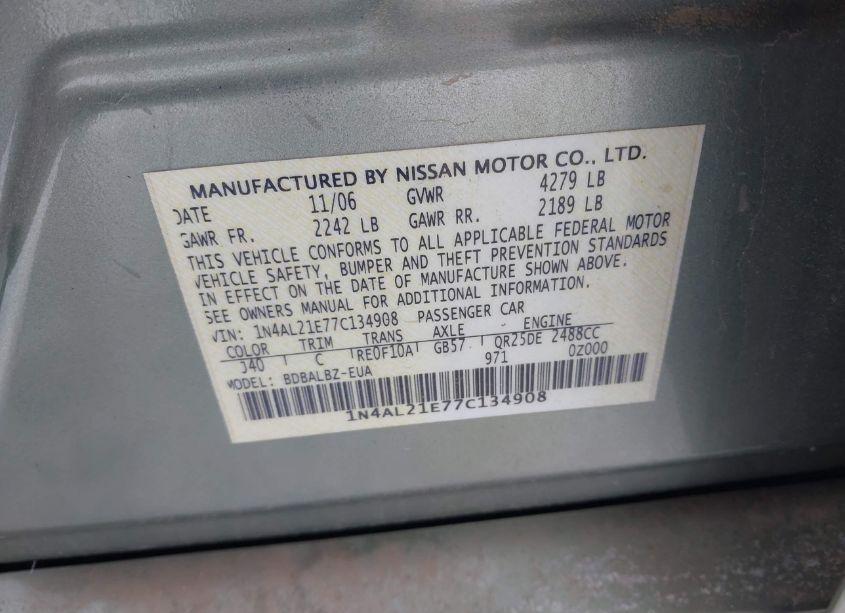 MANUFACTURED BY NISSAN MOTOR CO., LTD.
DATE 11/06 GVWR 4279 LB
GAWR FR. 2242 LB GAWR RR. 2189 LB
THIS VEHICLE CONFORMS TO ALL APPLICABLE FEDERAL MOTOR
VEHICLE SAFETY, BUMPER AND THEFT PREVENTION STANDARDS
IN EFFECT ON THE DATE OF MANUFACTURE SHOWN ABOVE.
SEE OWNERS MANUAL FOR ADDITIONAL INFORMATION.
VIN: 1N4AL21E77C134908 PASSENGER CAR
COLOR TRIM TRANS AXLE ENGINE
J40 C RE0F10A GB57 QR25DE 2488CC
MODEL: BDBALBZ-EUA 971 0Z000
1N4AL21E77C134908